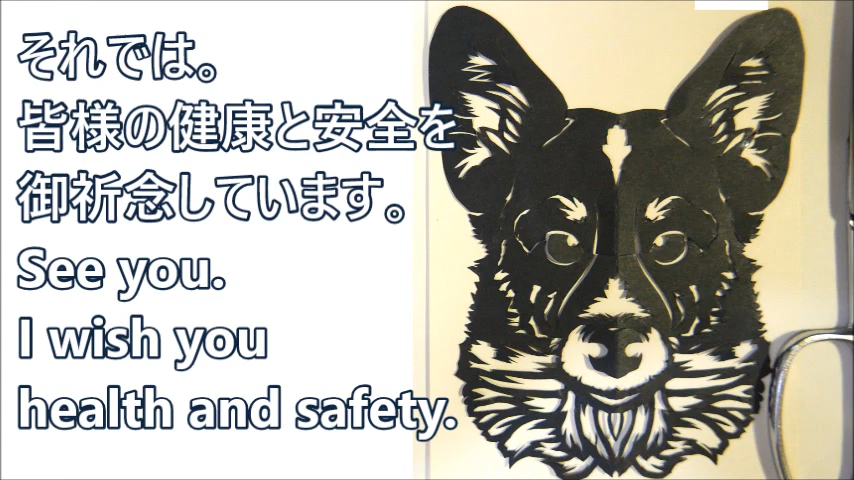 それでは。
皆様の健康と安全を
御祈念しています。
See you.
I wish you
health and safety.